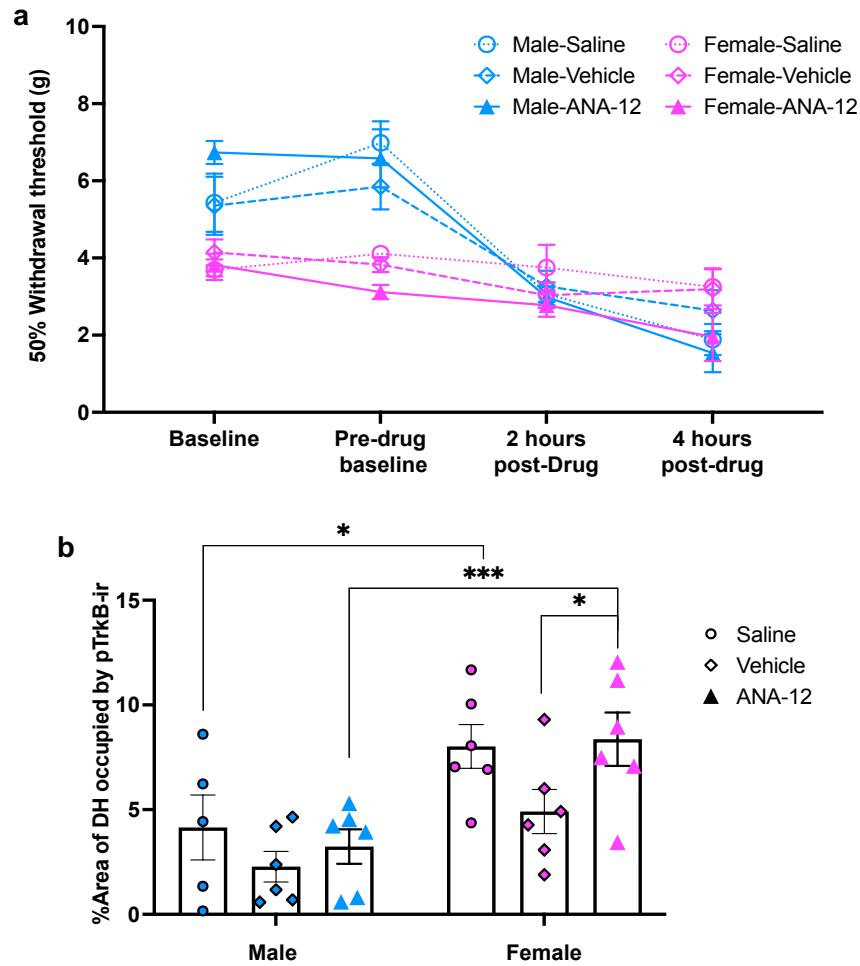 a
50% Withdrawal threshold (g)
10
8
6
4
2
0
Male-Saline
Female-Saline
Male-Vehicle
Female-Vehicle
Male-ANA-12
Female-ANA-12
Baseline
Pre-drug
baseline
2 hours
post-Drug
4 hours
post-drug
b
%Area of DH occupied by pTrkB-ir
15
10
5
0
*
***
*
Saline
Vehicle
ANA-12
Male
Female